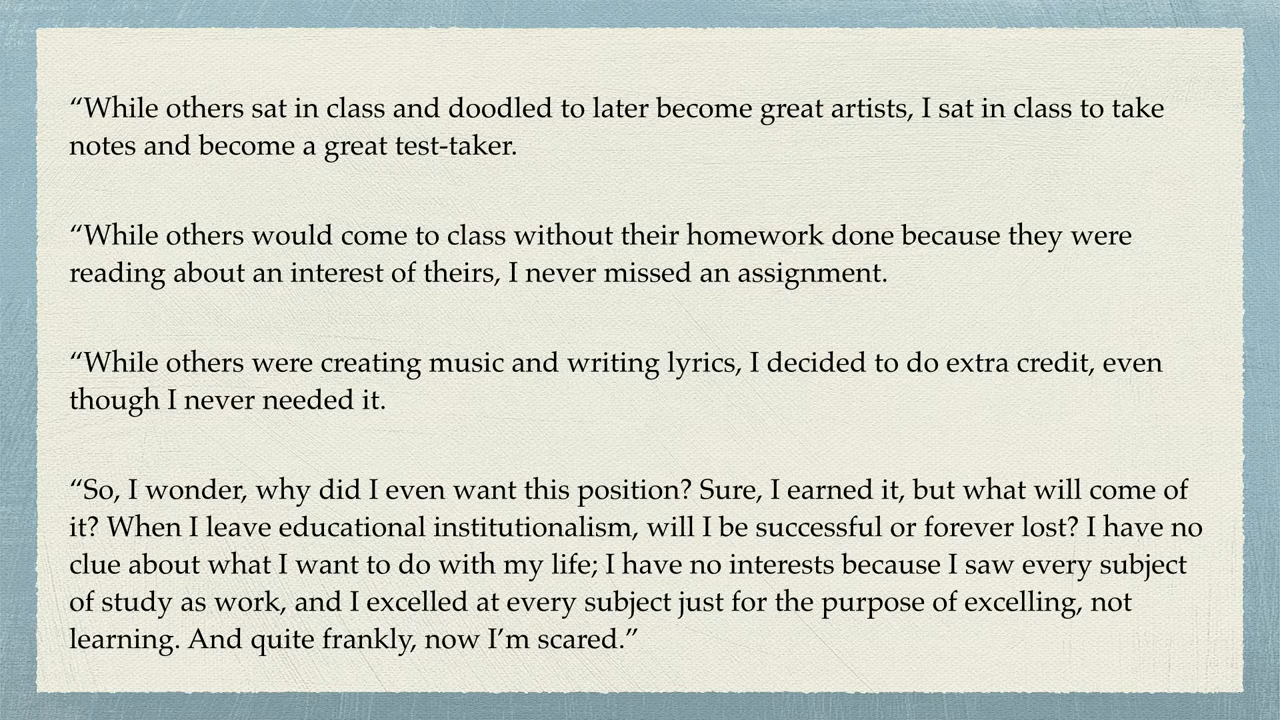 “While others sat in class and doodled to later become great artists, I sat in class to take
notes and become a great test-taker.
“While others would come to class without their homework done because they were
reading about an interest of theirs, I never missed an assignment.
“While others were creating music and writing lyrics, I decided to do extra credit, even
though I never needed it.
“So, I wonder, why did I even want this position? Sure, I earned it, but what will come of
it? When I leave educational institutionalism, will I be successful or forever lost? I have no
clue about what I want to do with my life; I have no interests because I saw every subject
of study as work, and I excelled at every subject just for the purpose of excelling, not
learning. And quite frankly, now I’m scared.”